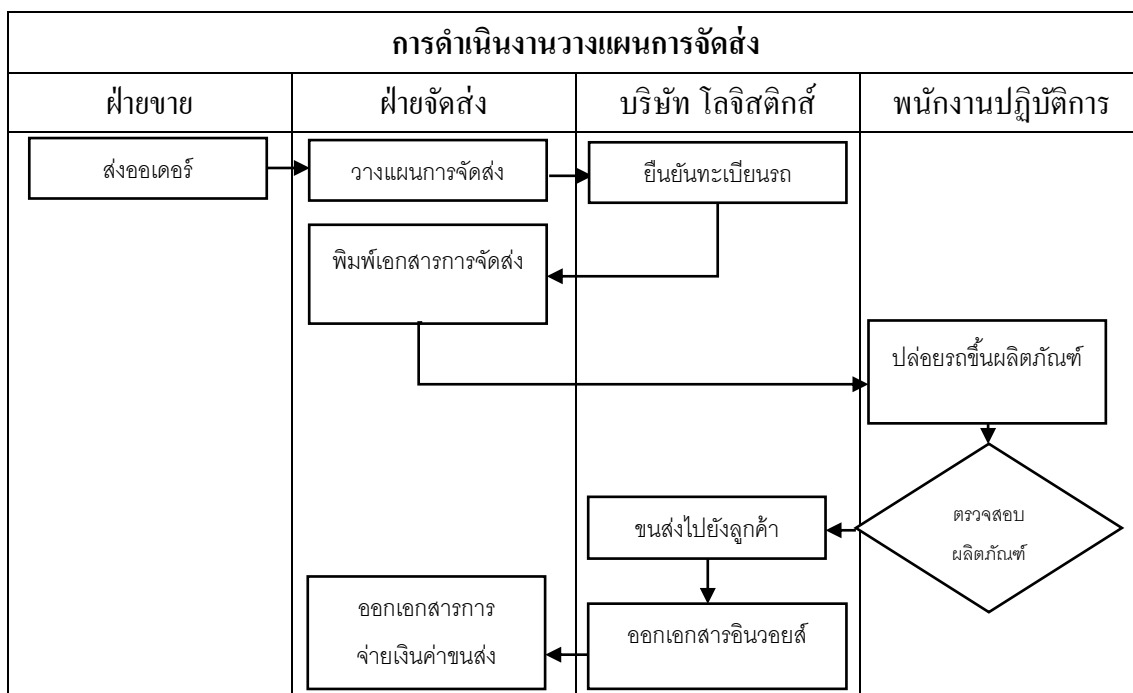 การดำเนินงานวางแผนการจัดส่ง
ฝ่ายขาย
ฝ่ายจัดส่ง
บริษัท โลจิสติกส์
พนักงานปฏิบัติการ
ส่งออเดอร์
วางแผนการจัดส่ง
ยืนยันทะเบียนรถ
พิมพ์เอกสารการจัดส่ง
ปล่อยรถขึ้นผลิตภัณฑ์
ตรวจสอบ
ผลิตภัณฑ์
ขนส่งไปยังลูกค้า
ออกเอกสารอินวอยส์
ออกเอกสารการ
จ่ายเงินค่าขนส่ง